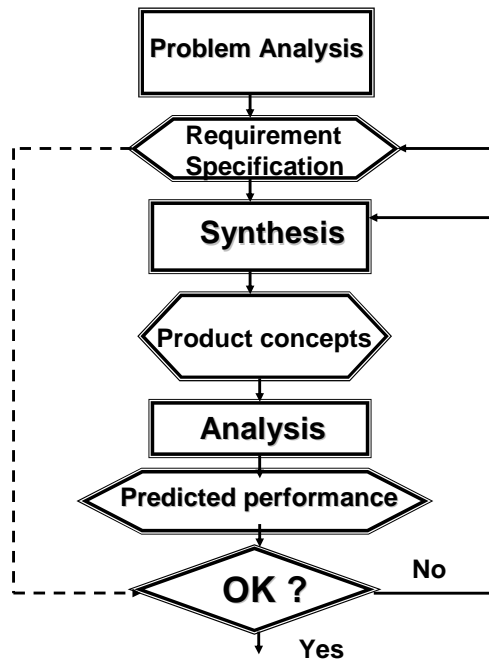 Problem Analysis
Requirement
Specification
Synthesis
Product concepts
Analysis
Predicted performance
OK ?
No
Yes